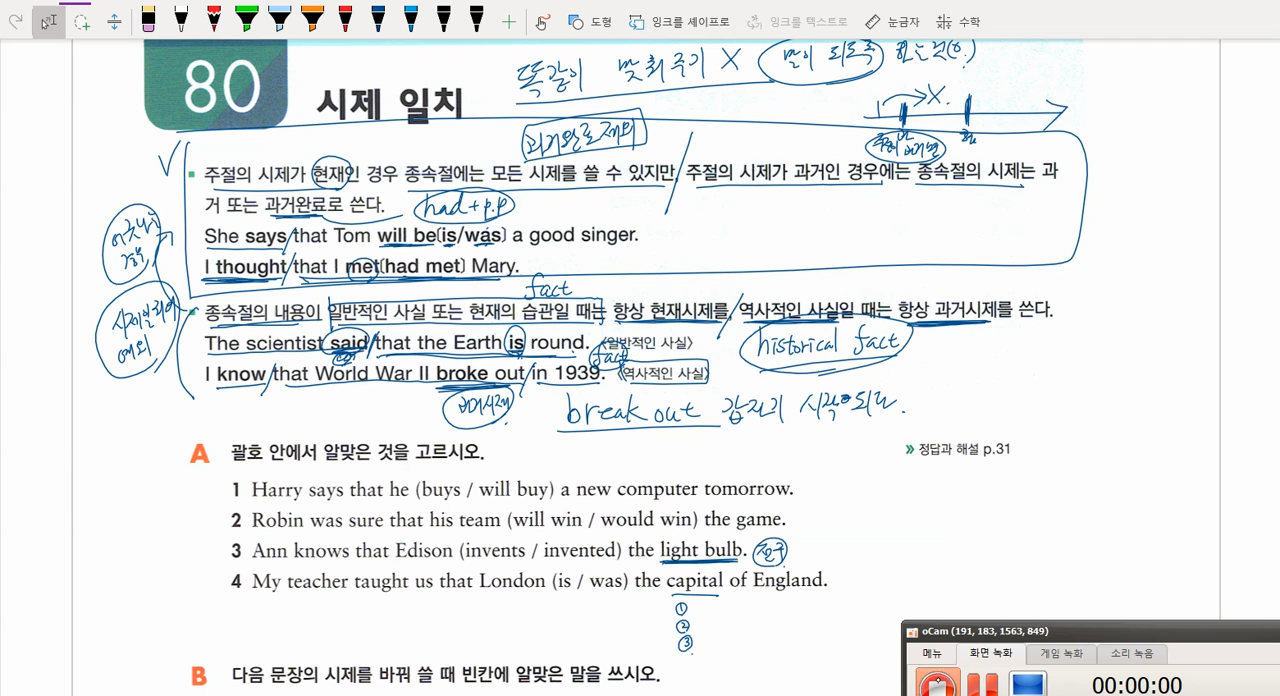 도형 잉크를 셰이프로 잉크를 텍스트로 눈금자 수학
똑같이 맞춰주기 X 말이 되도록
80 시제 일치
X.
과거완료 제외
주절의 시제가 현재인 경우 종속절에는 모든 시제를 쓸 수 있지만, 주절의 시제가 과거인 경우에는 종속절의 시제는 과
거 또는 과거완료로 쓴다. had+p.p
She says that Tom will be(is/was) a good singer.
I thought that I met(had met) Mary.
fact
종속절의 내용이 일반적인 사실 또는 현재의 습관일 때는 항상 현재시제를, 역사적인 사실일 때는 항상 과거시제를 쓴다.
시제일치의
예외
The scientist said that the Earth is round. 〈일반적인 사실〉 historical fact
fact
I know that World War II broke out in 1939. 〈역사적인 사실〉
break out 갑자기 시작되다.
A 괄호 안에서 알맞은 것을 고르시오. » 정답과 해설 p.31
1 Harry says that he (buys / will buy) a new computer tomorrow.
2 Robin was sure that his team (will win / would win) the game.
3 Ann knows that Edison (invents / invented) the light bulb. 전구
4 My teacher taught us that London (is / was) the capital of England.
①
②
③
B 다음 문장의 시제를 바꿔 쓸 때 빈칸에 알맞은 말을 쓰시오.
oCam (191, 183, 1563, 849)
메뉴 화면 녹화 게임 녹화 소리 녹음
00:00:00